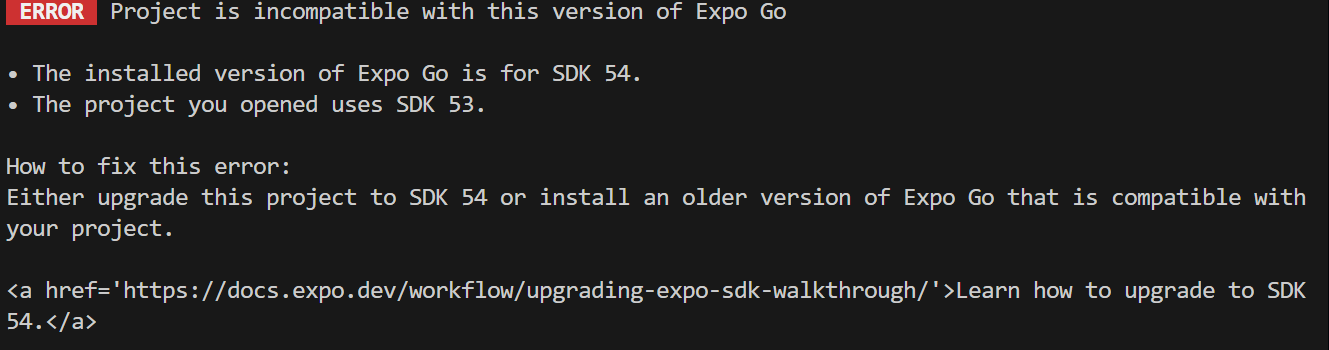 ERROR Project is incompatible with this version of Expo Go
• The installed version of Expo Go is for SDK 54.
• The project you opened uses SDK 53.
How to fix this error:
Either upgrade this project to SDK 54 or install an older version of Expo Go that is compatible with
your project.
<a href='https://docs.expo.dev/workflow/upgrading-expo-sdk-walkthrough/'>Learn how to upgrade to SDK
54.</a>